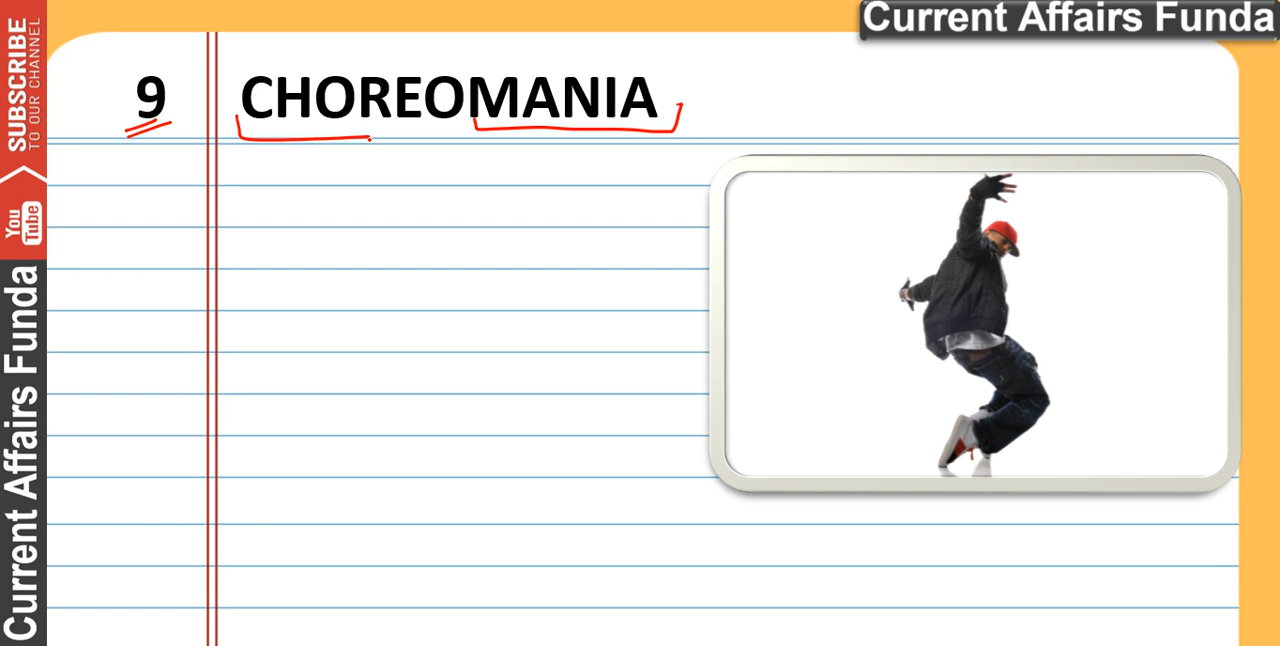 Current Affairs Funda
9 CHOREOMANIA
SUBSCRIBE
TO OUR CHANNEL
You Tube
Current Affairs Funda